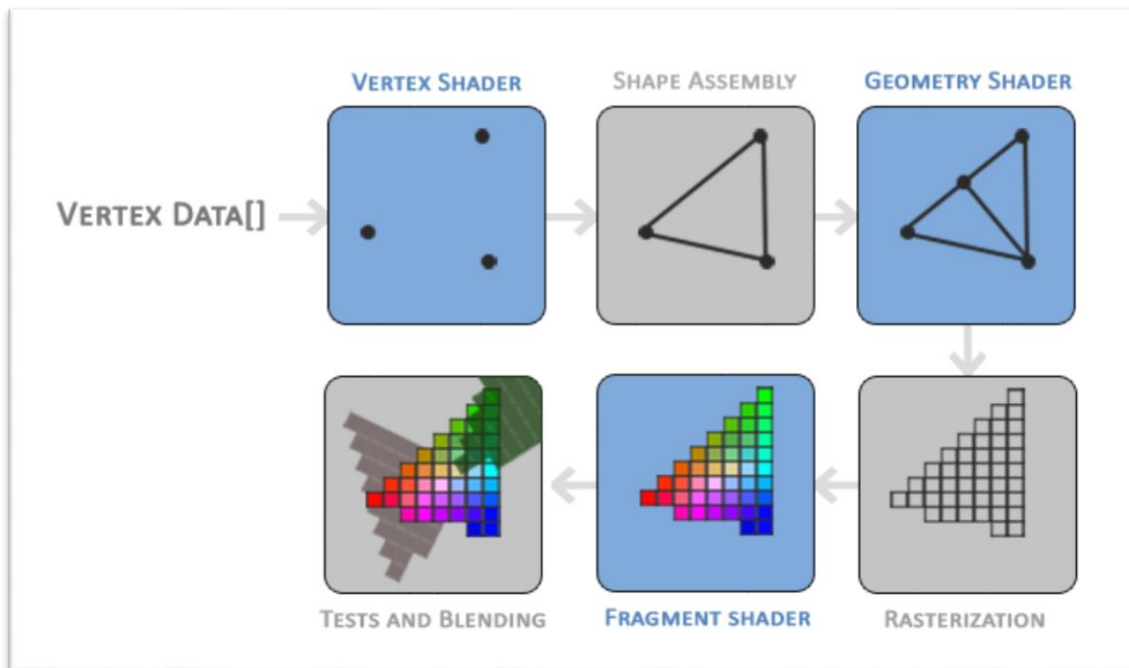 Vertex Shader
Shape Assembly
Geometry Shader
Vertex Data[]
Tests and Blending
Fragment shader
Rasterization